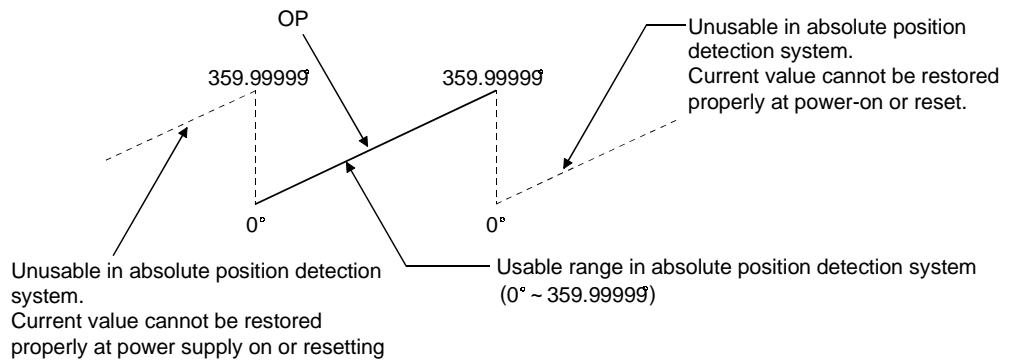 OP
Unusable in absolute position
detection system.
Current value cannot be restored
properly at power-on or reset.
359.99999°
359.99999°
0°
0°
Unusable in absolute position detection
system.
Current value cannot be restored
properly at power supply on or resetting
Usable range in absolute position detection system
(0° ~ 359.99999°)